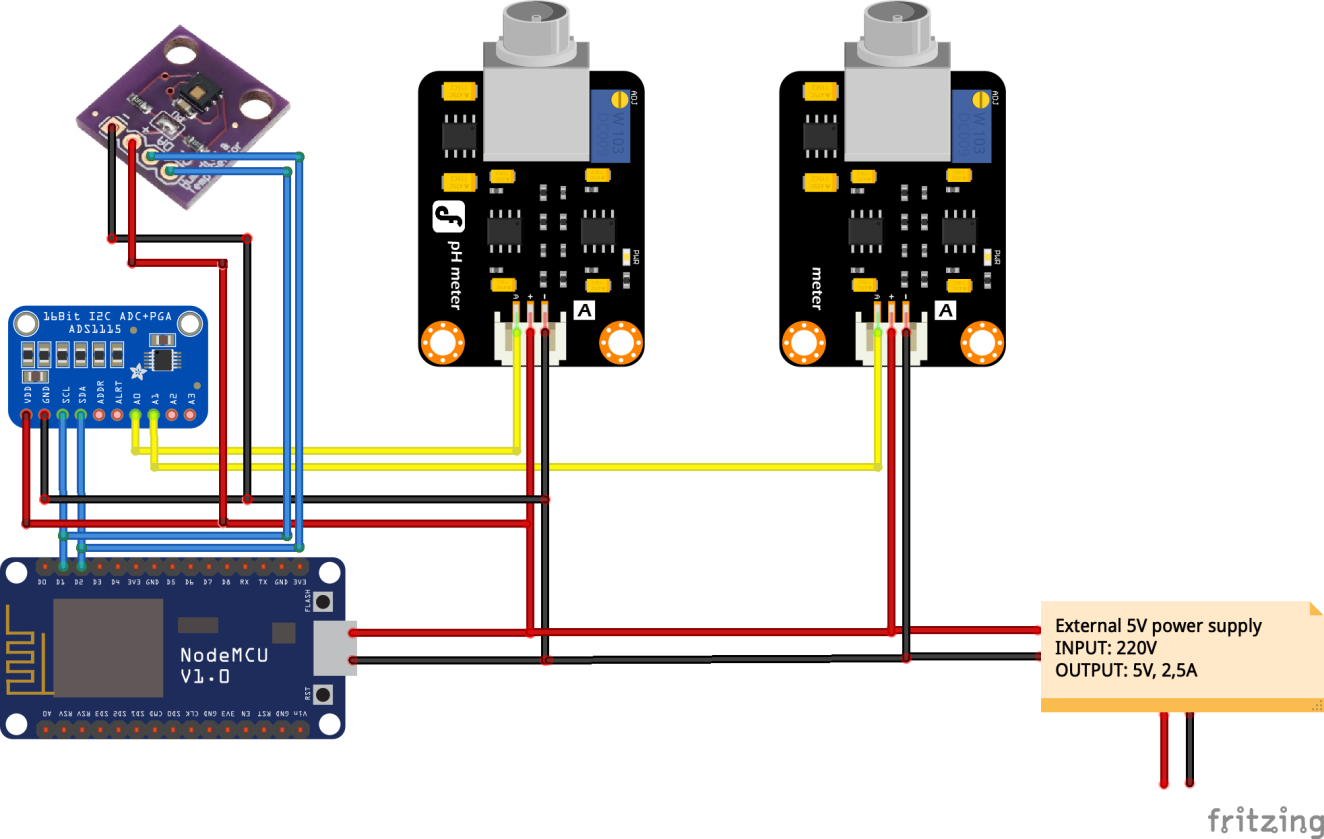 ADJ
W 103
pH meter
PWR
A + -
A
ADJ
W 103
meter
PWR
A + -
A
16Bit I2C ADC+PGA
ADS1115
VDD GND SCL SDA ADDR ALRT A0 A1 A2 A3
D0 D1 D2 D3 D4 3V3 GND D5 D6 D7 D8 RX TX GND 3V3
FLASH
NodeMCU
V1.0
RST
A0 RSV RSV SD3 SD2 SD1 CMD SD0 CLK GND 3V3 EN RST GND Vin
External 5V power supply
INPUT: 220V
OUTPUT: 5V, 2,5A
fritzing